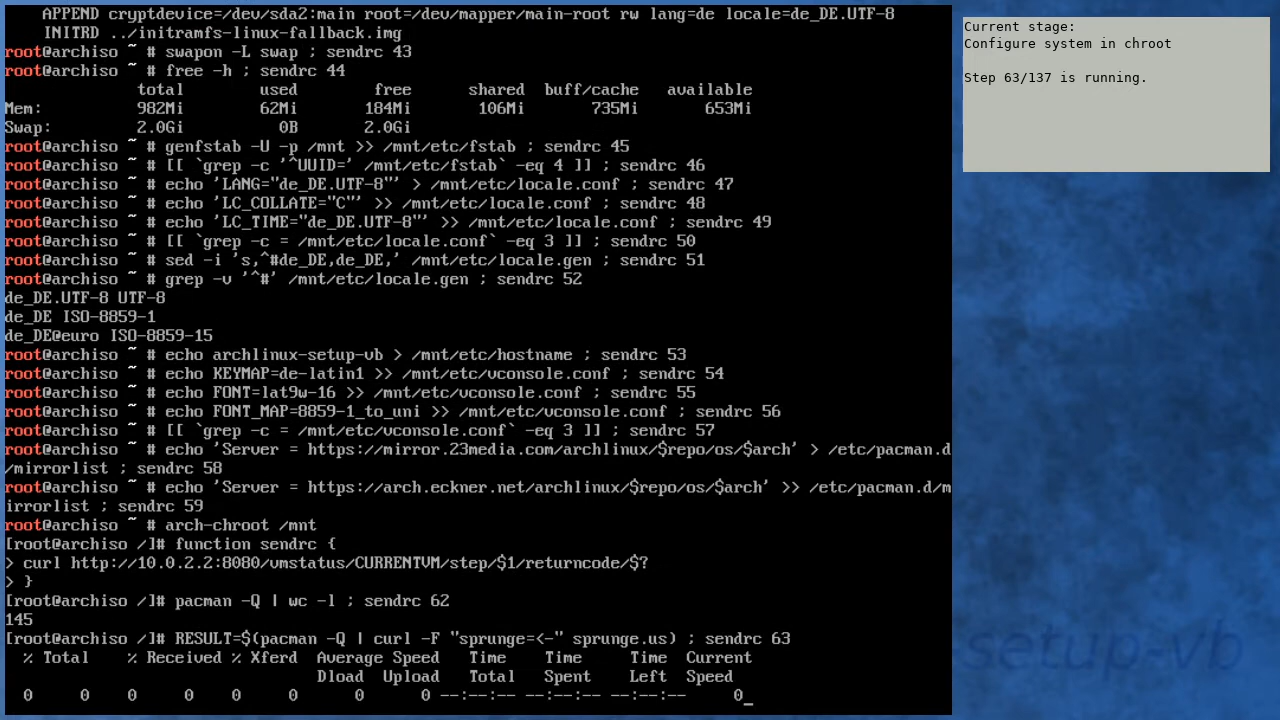 APPEND cryptdevice=/dev/sda2:main root=/dev/mapper/main-root rw lang=de locale=de_DE.UTF-8
    INITRD ../initramfs-linux-fallback.img
root@archiso ~ # swapon -L swap ; sendrc 43
root@archiso ~ # free -h ; sendrc 44
              total        used        free      shared  buff/cache   available
Mem:          982Mi        62Mi       184Mi       106Mi       735Mi       653Mi
Swap:         2.0Gi          0B       2.0Gi
root@archiso ~ # genfstab -U -p /mnt >> /mnt/etc/fstab ; sendrc 45
root@archiso ~ # [[ `grep -c '^UUID=' /mnt/etc/fstab` -eq 4 ]] ; sendrc 46
root@archiso ~ # echo 'LANG="de_DE.UTF-8"' > /mnt/etc/locale.conf ; sendrc 47
root@archiso ~ # echo 'LC_COLLATE="C"' >> /mnt/etc/locale.conf ; sendrc 48
root@archiso ~ # echo 'LC_TIME="de_DE.UTF-8"' >> /mnt/etc/locale.conf ; sendrc 49
root@archiso ~ # [[ `grep -c = /mnt/etc/locale.conf` -eq 3 ]] ; sendrc 50
root@archiso ~ # sed -i 's,^#de_DE,de_DE,' /mnt/etc/locale.gen ; sendrc 51
root@archiso ~ # grep -v '^#' /mnt/etc/locale.gen ; sendrc 52
de_DE.UTF-8 UTF-8
de_DE ISO-8859-1
de_DE@euro ISO-8859-15
root@archiso ~ # echo archlinux-setup-vb > /mnt/etc/hostname ; sendrc 53
root@archiso ~ # echo KEYMAP=de-latin1 >> /mnt/etc/vconsole.conf ; sendrc 54
root@archiso ~ # echo FONT=lat9w-16 >> /mnt/etc/vconsole.conf ; sendrc 55
root@archiso ~ # echo FONT_MAP=8859-1_to_uni >> /mnt/etc/vconsole.conf ; sendrc 56
root@archiso ~ # [[ `grep -c = /mnt/etc/vconsole.conf` -eq 3 ]] ; sendrc 57
root@archiso ~ # echo 'Server = https://mirror.23media.com/archlinux/$repo/os/$arch' > /etc/pacman.d
/mirrorlist ; sendrc 58
root@archiso ~ # echo 'Server = https://arch.eckner.net/archlinux/$repo/os/$arch' >> /etc/pacman.d/m
irrorlist ; sendrc 59
root@archiso ~ # arch-chroot /mnt
[root@archiso /]# function sendrc {
> curl http://10.0.2.2:8080/vmstatus/CURRENTVM/step/$1/returncode/$?
> }
[root@archiso /]# pacman -Q | wc -l ; sendrc 62
145
[root@archiso /]# RESULT=$(pacman -Q | curl -F "sprunge=<-" sprunge.us) ; sendrc 63
  % Total    % Received % Xferd  Average Speed   Time    Time     Time  Current
                                 Dload  Upload   Total   Spent    Left  Speed
  0     0    0     0    0     0      0      0 --:--:-- --:--:-- --:--:--     0_
Current stage:
Configure system in chroot
Step 63/137 is running.
setup-vb